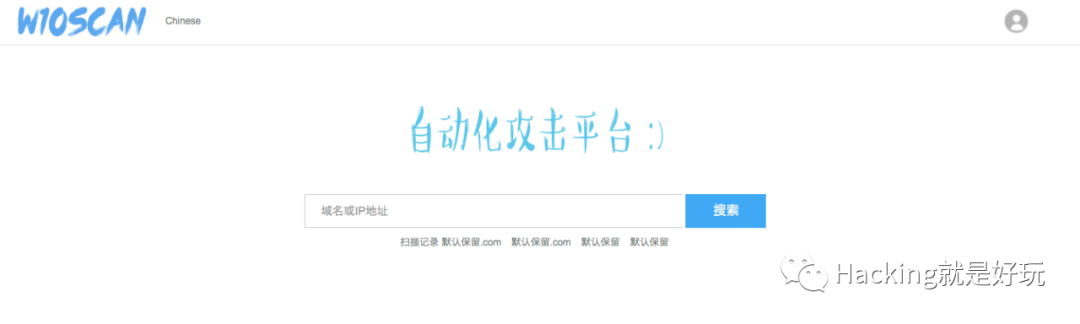 W10SCAN Chinese
自动化攻击平台 :)
域名或IP地址 搜索
扫描记录 默认保留.com 默认保留.com 默认保留 默认保留
Hacking就是好玩